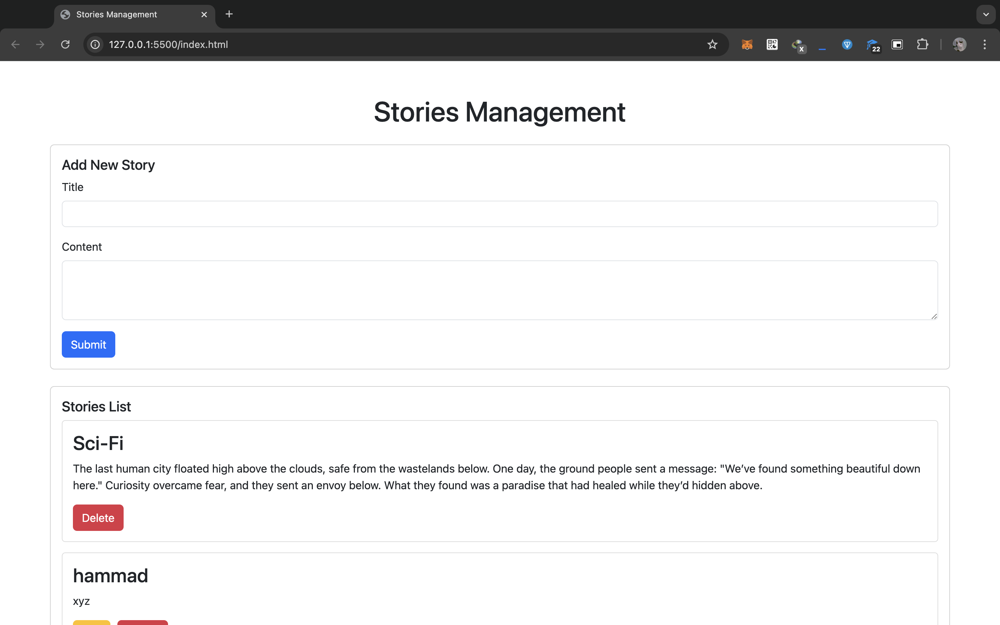 Stories Management
127.0.0.1:5500/index.html
X
22
Stories Management
Add New Story
Title
Content
Submit
Stories List
Sci-Fi
The last human city floated high above the clouds, safe from the wastelands below. One day, the ground people sent a message: "We’ve found something beautiful down
here." Curiosity overcame fear, and they sent an envoy below. What they found was a paradise that had healed while they’d hidden above.
Delete
hammad
xyz